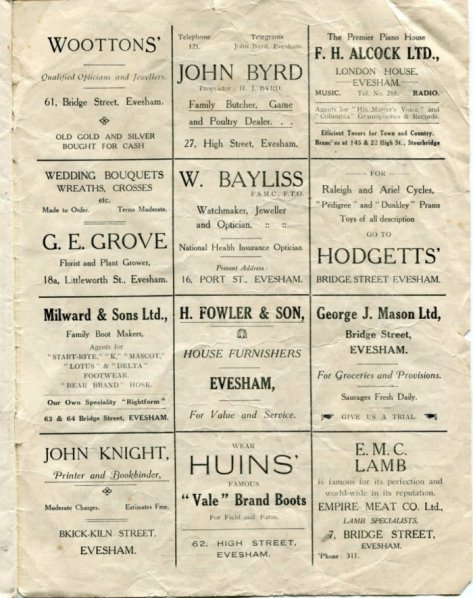 WOOTTONS'
Qualified Opticians and Jewellers.
61, Bridge Street, Evesham.
OLD GOLD AND SILVER
BOUGHT FOR CASH
Telephone 121. Telegrams John Byrd, Evesham.
JOHN BYRD
Proprietor: H. J. BYRD,
Family Butcher, Game
and Poultry Dealer. . .
27, High Street, Evesham.
The Premier Piano House
F. H. ALCOCK LTD.,
LONDON HOUSE,
EVESHAM.
MUSIC. Tel. No. 288. RADIO.
Agents for "His Master's Voice" and
"Columbia" Gramophones & Records.
Efficient Tuners for Town and Country.
Branches at 145 & 22 High St., Stourbridge
WEDDING BOUQUETS
WREATHS, CROSSES
etc.
Made to Order. Terms Moderate.
G. E. GROVE
Florist and Plant Grower,
18a, Littleworth St., Evesham.
W. BAYLISS
F.S.M.C. F.T.O.
Watchmaker, Jeweller
and Optician. :: ::
National Health Insurance Optician
Present Address:
16, PORT ST., EVESHAM.
FOR
Raleigh and Ariel Cycles,
"Pedigree" and "Dunkley" Prams
Toys of all description
GO TO
HODGETTS'
BRIDGE STREET EVESHAM.
Milward & Sons Ltd.,
Family Boot Makers,
Agents for
"START-RITE," "K," "MASCOT,"
"LOTUS" & "DELTA"
FOOTWEAR
"BEAR BRAND" HOSE.
Our Own Speciality "Rightform"
63 & 64 Bridge Street, EVESHAM.
H. FOWLER & SON,
HOUSE FURNISHERS
EVESHAM,
For Value and Service.
George J. Mason Ltd,
Bridge Street,
EVESHAM.
For Groceries and Provisions.
Sausages Fresh Daily.
GIVE US A TRIAL.
JOHN KNIGHT,
Printer and Bookbinder,
Moderate Charges. Estimates Free.
BKICK-KILN STREET,
EVESHAM.
WEAR
HUINS'
FAMOUS
"Vale" Brand Boots
For Field and Farm.
62, HIGH STREET,
EVESHAM.
E. M. C.
LAMB
is famous for its perfection and
world-wide in its reputation.
EMPIRE MEAT CO. Ltd.,
LAMB SPECIALISTS,
7, BRIDGE STREET,
EVESHAM.
'Phone: 311.